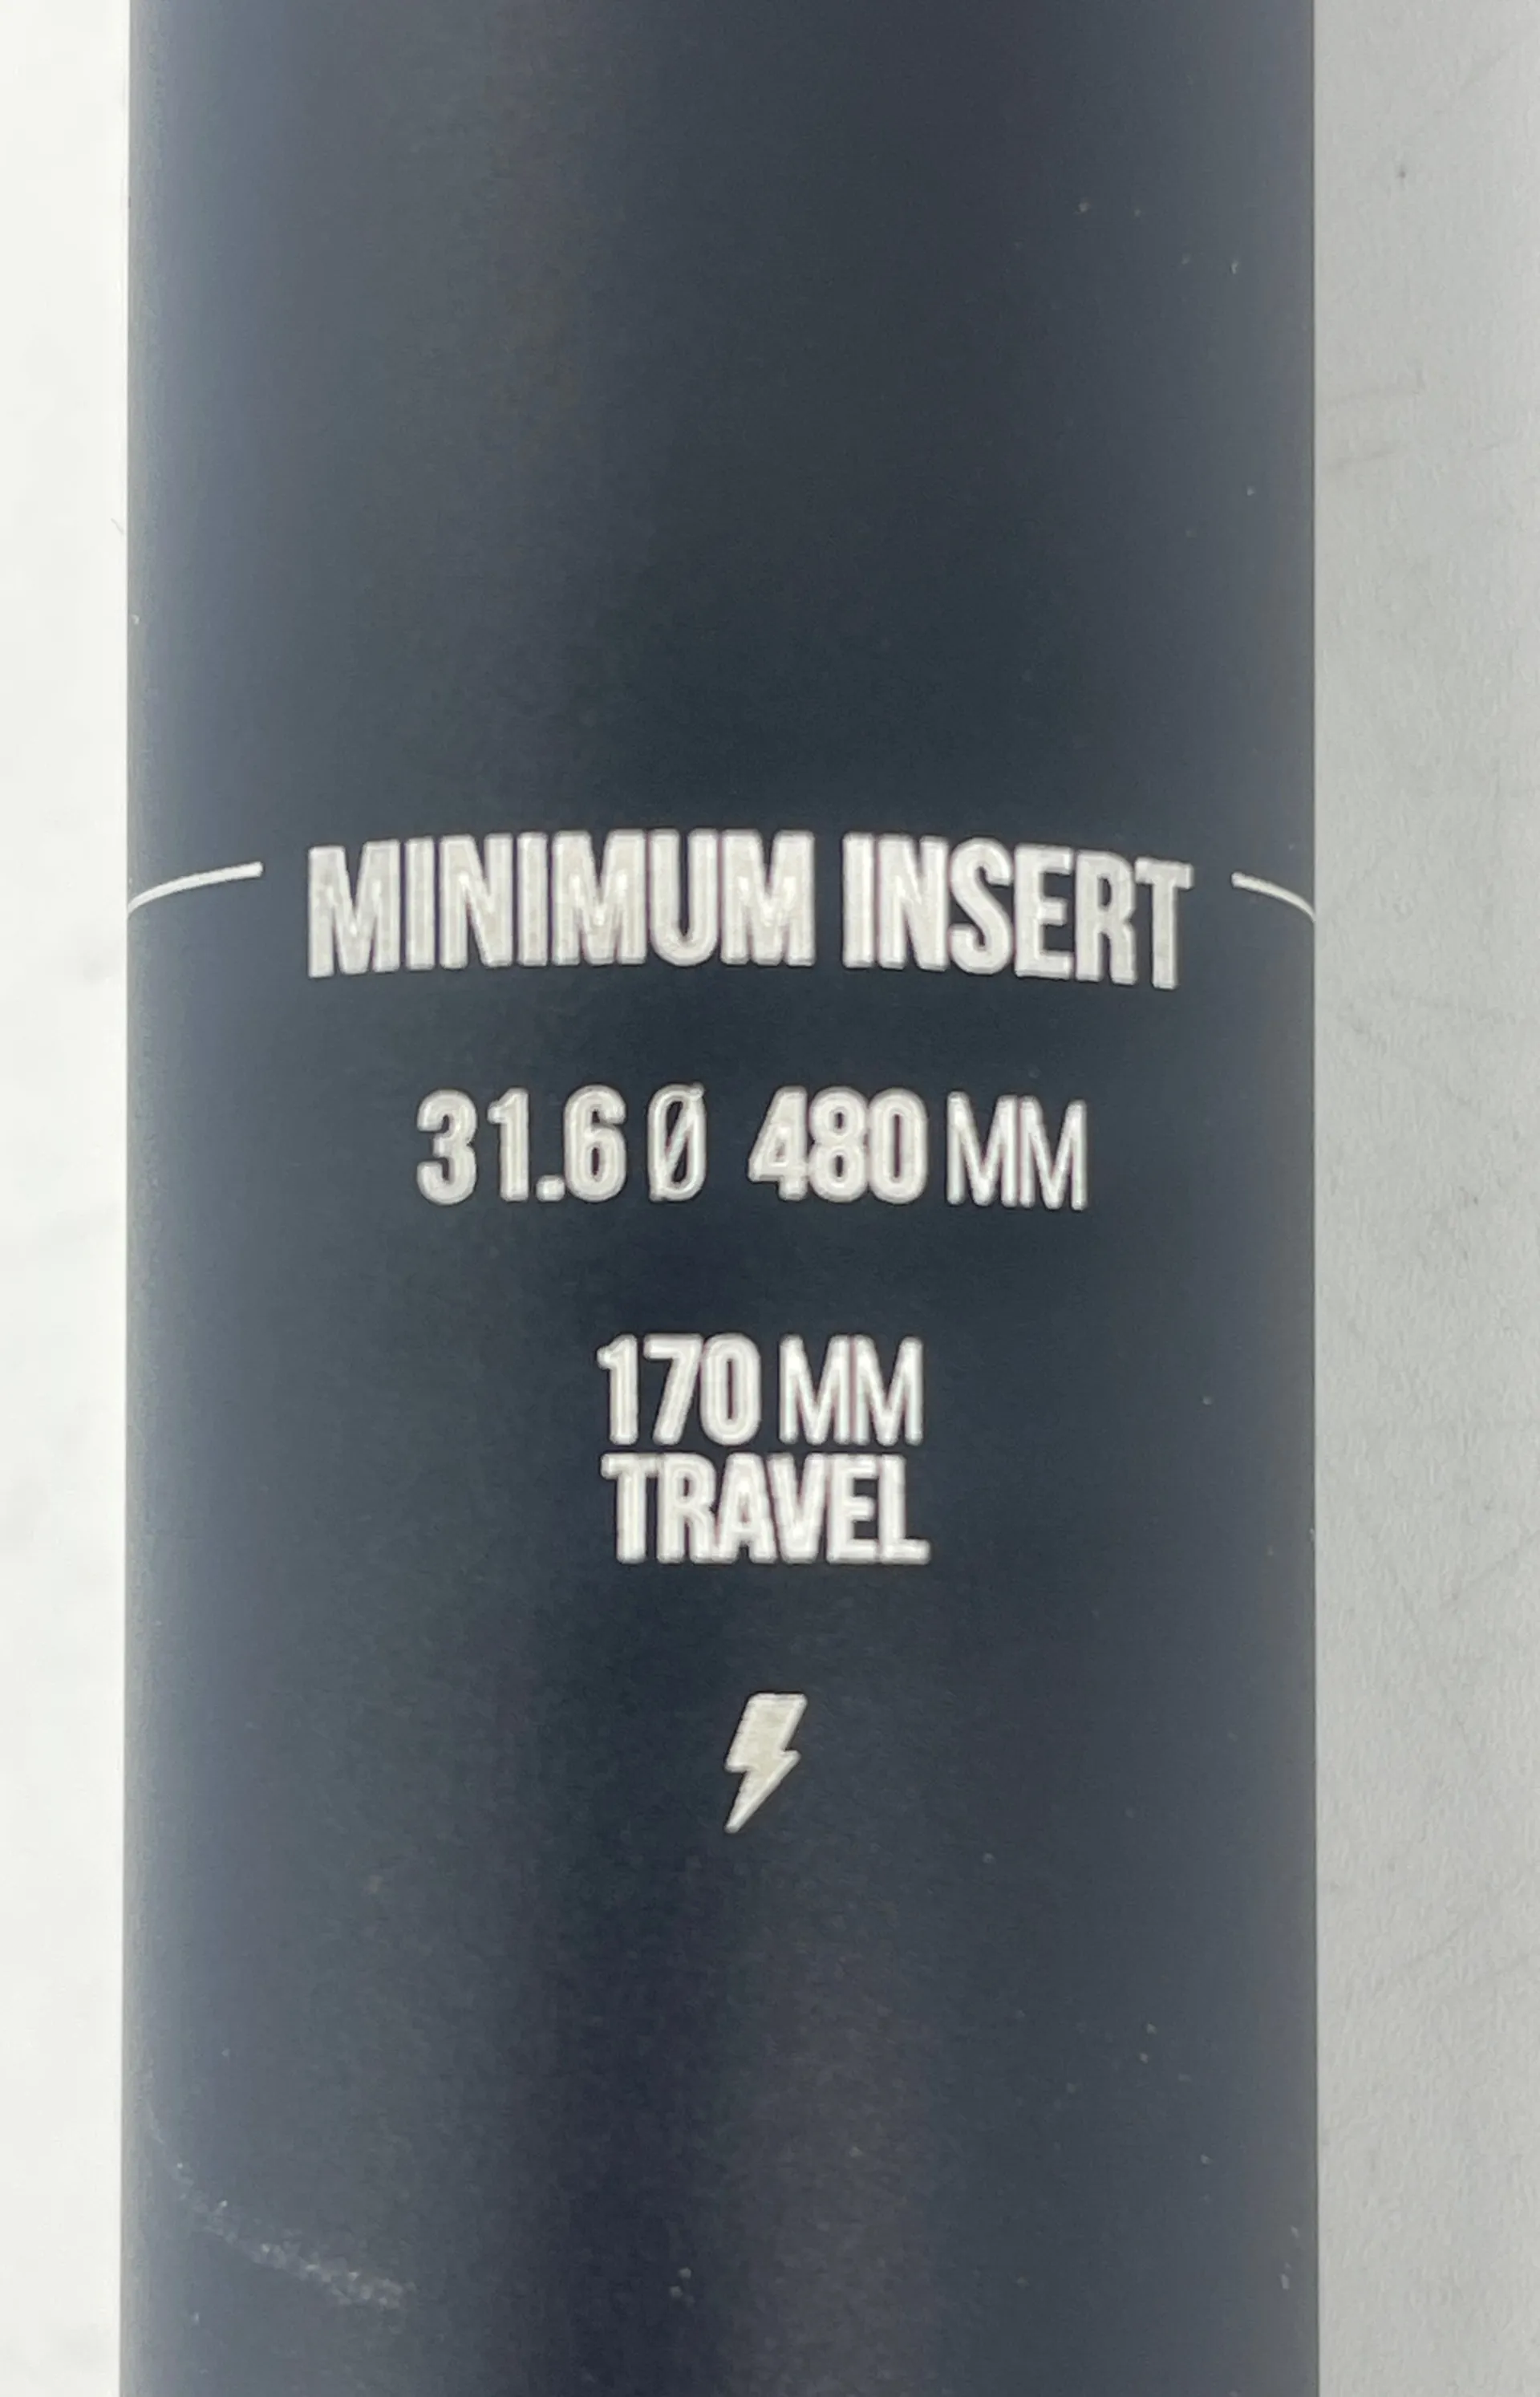 MINIMUM INSERT
31.6 Ø 480 MM
170 MM
TRAVEL